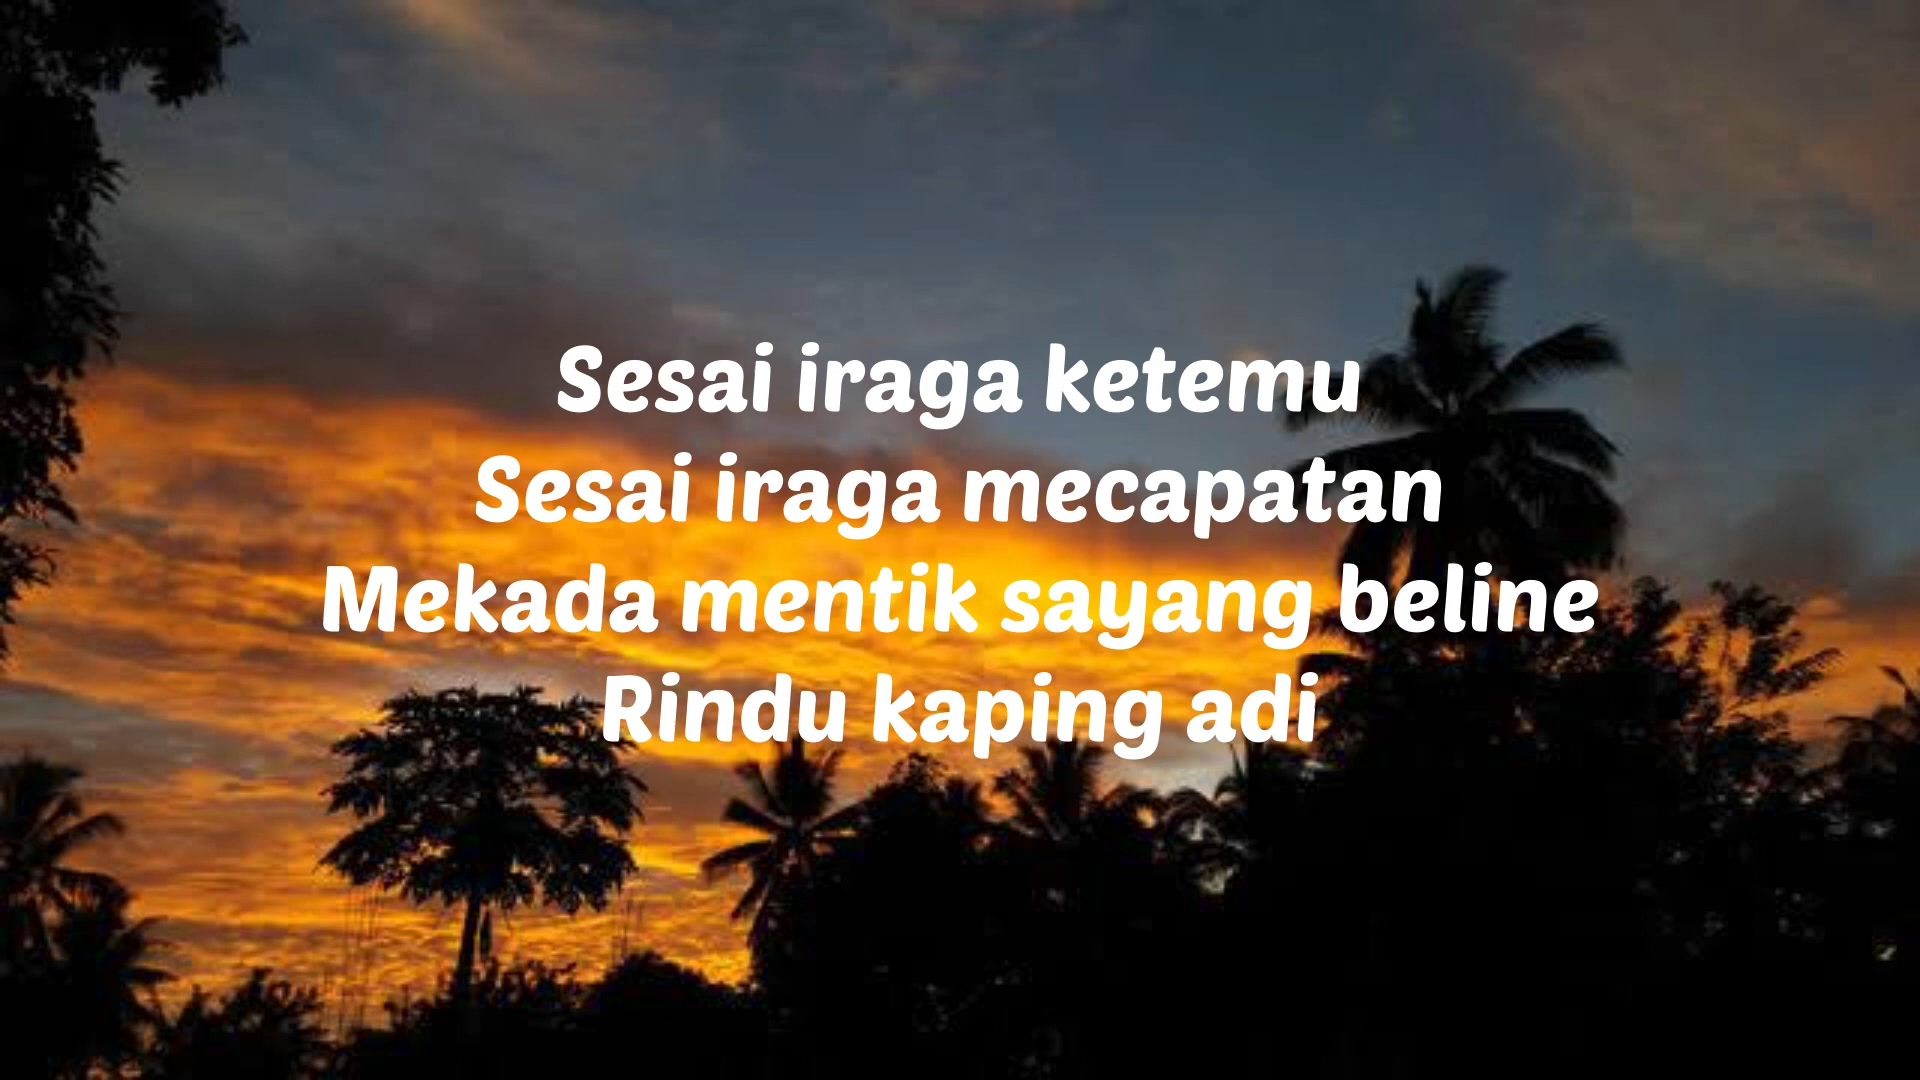 Sesai iraga ketemu
Sesai iraga mecapatan
Mekada mentik sayang beline
Rindu kaping adi